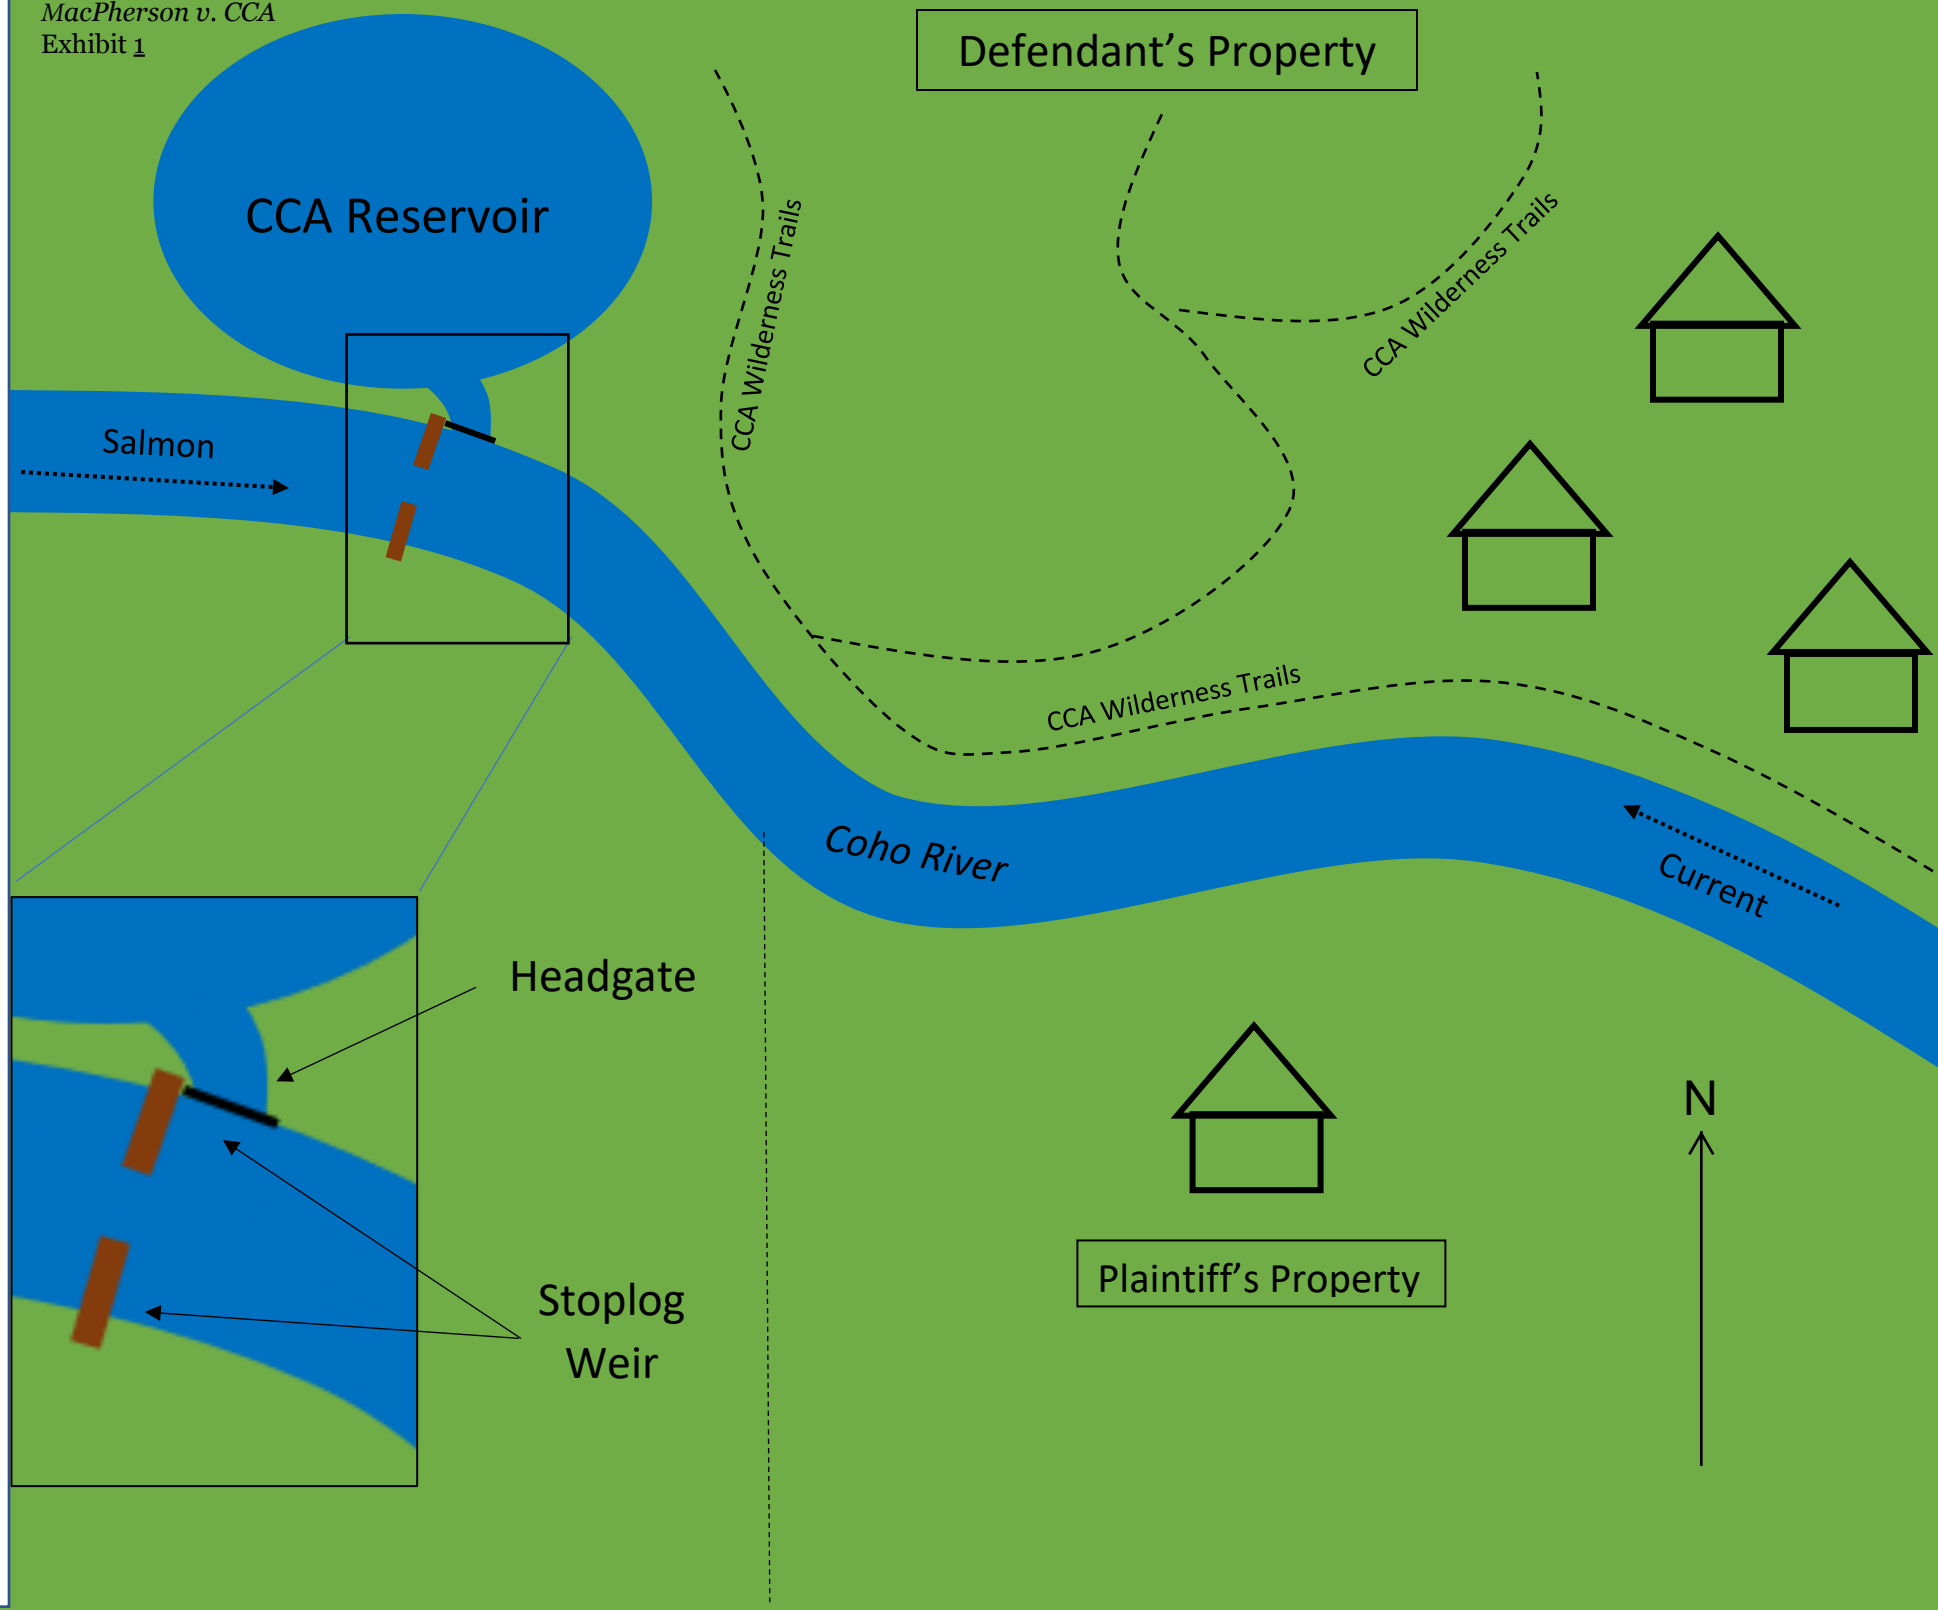 MacPherson v. CCA
Exhibit 1
Defendant’s Property
CCA Reservoir
CCA Wilderness Trails
CCA Wilderness Trails
Salmon
CCA Wilderness Trails
Coho River
Current
Headgate
Stoplog
Weir
Plaintiff’s Property
N